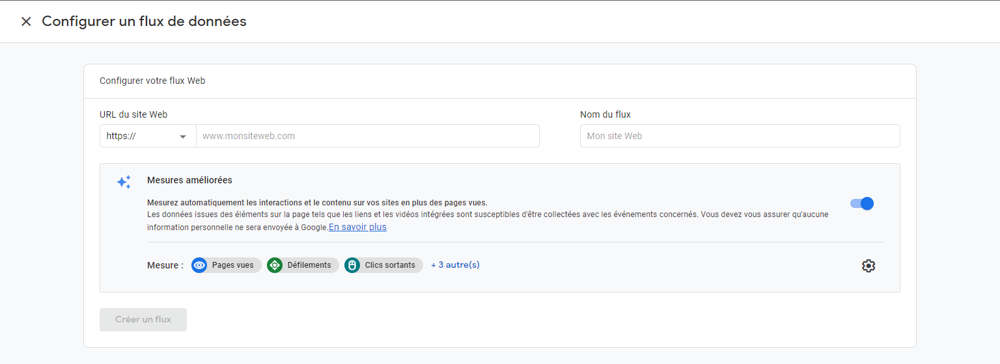 Configurer un flux de données
Configurer votre flux Web
URL du site Web
Nom du flux
https://
www.monsiteweb.com
Mon site Web
Mesures améliorées
Mesurez automatiquement les interactions et le contenu sur vos sites en plus des pages vues.
Les données issues des éléments sur la page tels que les liens et les vidéos intégrées sont susceptibles d'être collectées avec les événements concernés. Vous devez vous assurer qu'aucune
information personnelle ne sera envoyée à Google.En savoir plus
Mesure : Pages vues Défilements Clics sortants + 3 autre(s)
Créer un flux